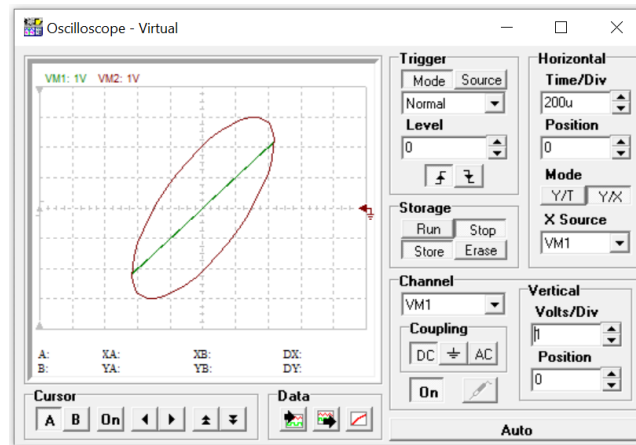 Oscilloscope - Virtual
VM1: 1V VM2: 1V
A: XA: XB: DX:
B: YA: YB: DY:
Cursor
A B On
Data
Trigger
Mode Source
Normal
Level
0
Storage
Run Stop
Store Erase
Horizontal
Time/Div
200u
Position
0
Mode
Y/T Y/X
X Source
VM1
Channel
VM1
Coupling
DC AC
On
Vertical
Volts/Div
1
Position
0
Auto